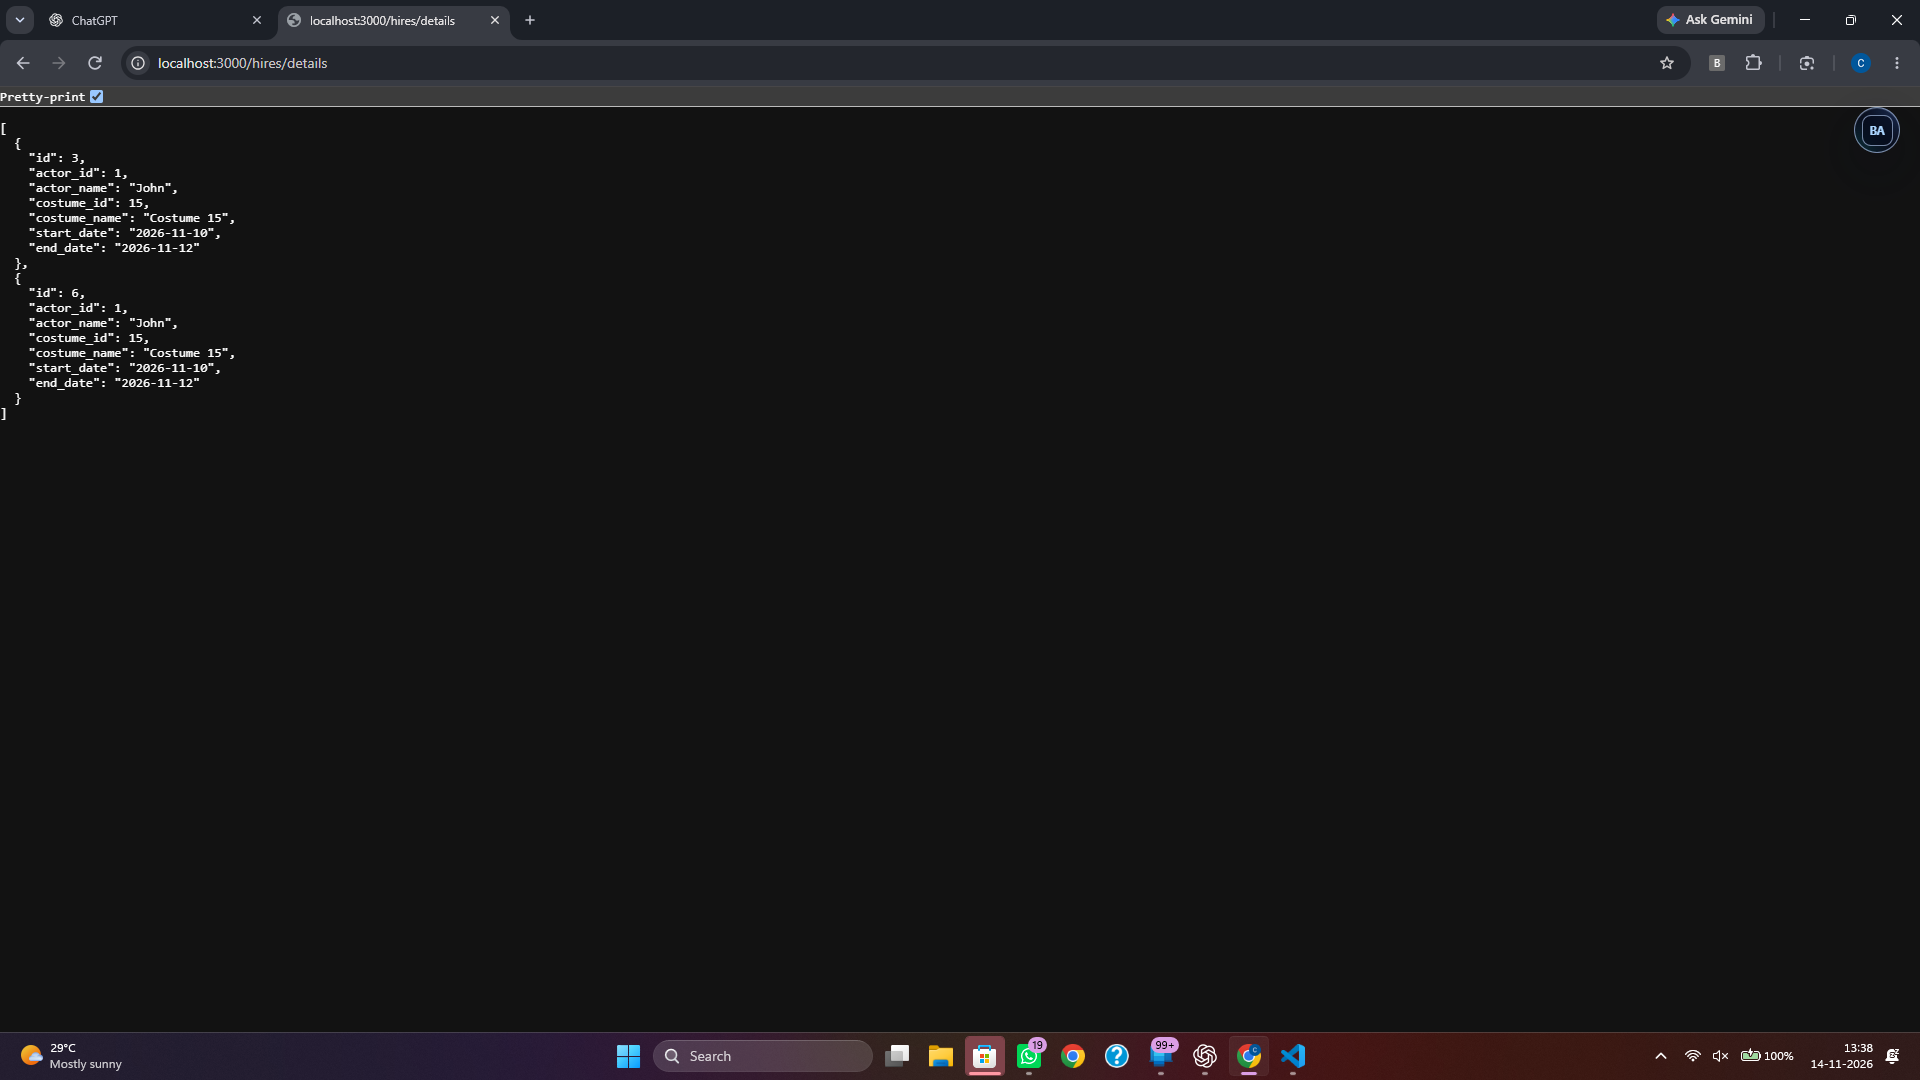 ChatGPT
localhost:3000/hires/details
Ask Gemini
localhost:3000/hires/details
B
C
Pretty-print
BA
[
  {
    "id": 3,
    "actor_id": 1,
    "actor_name": "John",
    "costume_id": 15,
    "costume_name": "Costume 15",
    "start_date": "2026-11-10",
    "end_date": "2026-11-12"
  },
  {
    "id": 6,
    "actor_id": 1,
    "actor_name": "John",
    "costume_id": 15,
    "costume_name": "Costume 15",
    "start_date": "2026-11-10",
    "end_date": "2026-11-12"
  }
]
29°C
Mostly sunny
Search
19
99+
C
100%
13:38
14-11-2026